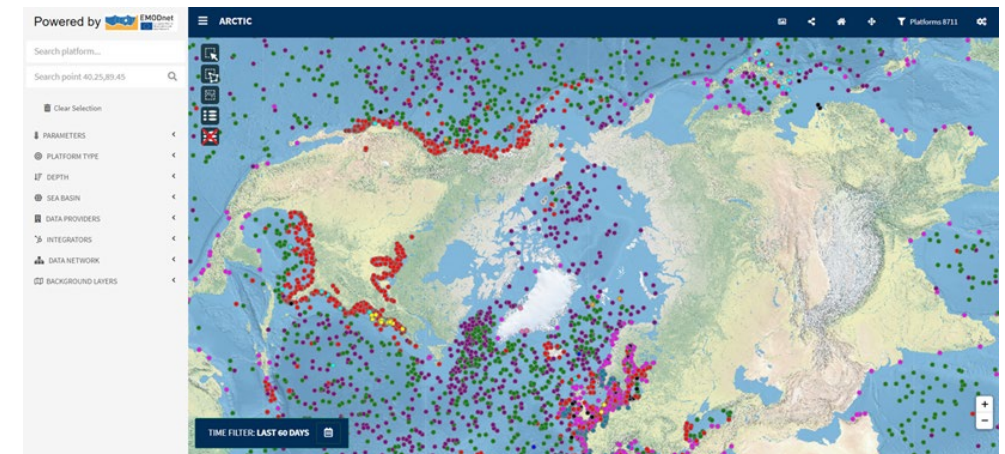 Powered by EMODnet
ARCTIC
Platforms 8711
Search platform...
Search point 40.25,89.45
Clear Selection
PARAMETERS
PLATFORM TYPE
DEPTH
SEA BASIN
DATA PROVIDERS
INTEGRATORS
DATA NETWORK
BACKGROUND LAYERS
TIME FILTER: LAST 60 DAYS
+
−